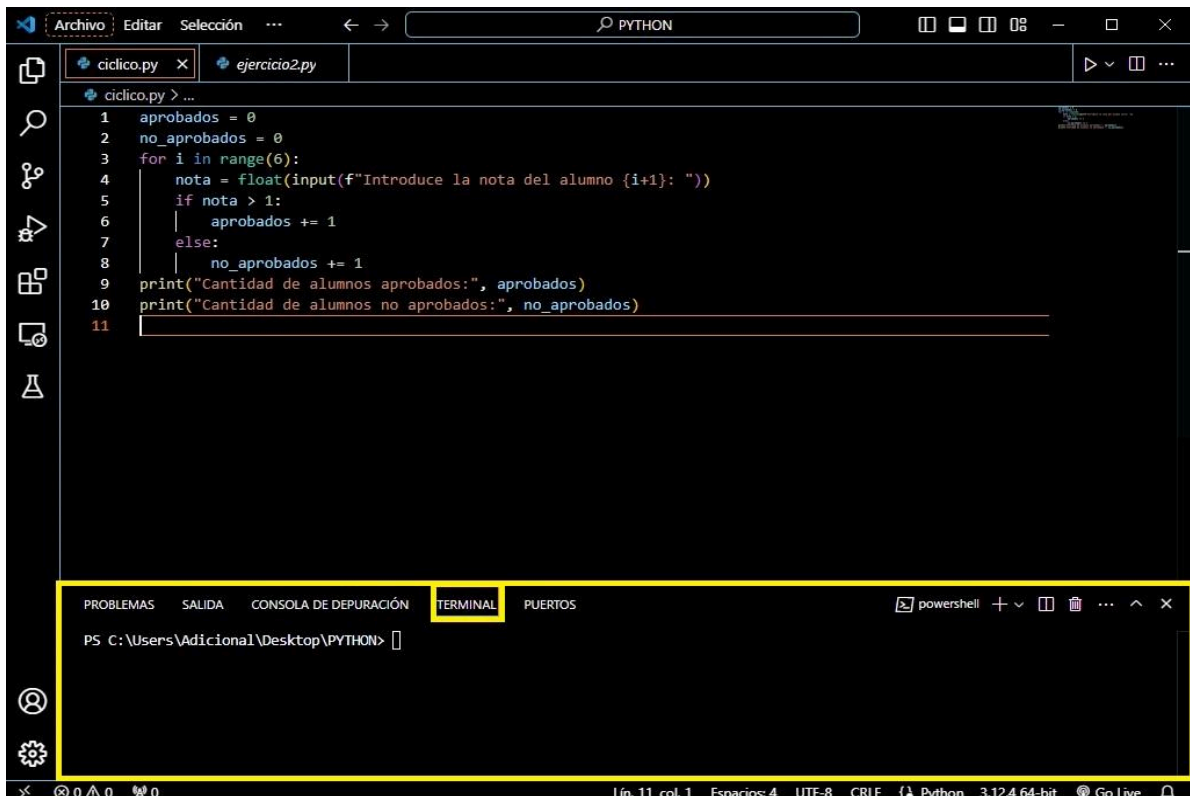 Archivo Editar Selección ··· ← → PYTHON
ciclico.py ejercicio2.py
ciclico.py > ...
1 aprobados = 0
2 no_aprobados = 0
3 for i in range(6):
4 nota = float(input(f"Introduce la nota del alumno {i+1}: "))
5 if nota > 1:
6 aprobados += 1
7 else:
8 no_aprobados += 1
9 print("Cantidad de alumnos aprobados:", aprobados)
10 print("Cantidad de alumnos no aprobados:", no_aprobados)
11
PROBLEMAS SALIDA CONSOLA DE DEPURACIÓN TERMINAL PUERTOS powershell
PS C:\Users\Adicional\Desktop\PYTHON>
0 0 0 Lín. 11, col. 1 Espacios: 4 UTF-8 CRLF Python 3.12.4 64-bit Go Live